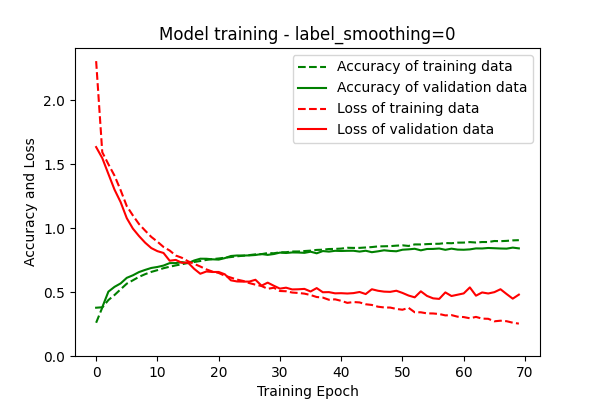 Model training - label_smoothing=0
Accuracy of training data
Accuracy of validation data
Loss of training data
Loss of validation data
Accuracy and Loss
2.0
1.5
1.0
0.5
0.0
0 10 20 30 40 50 60 70
Training Epoch